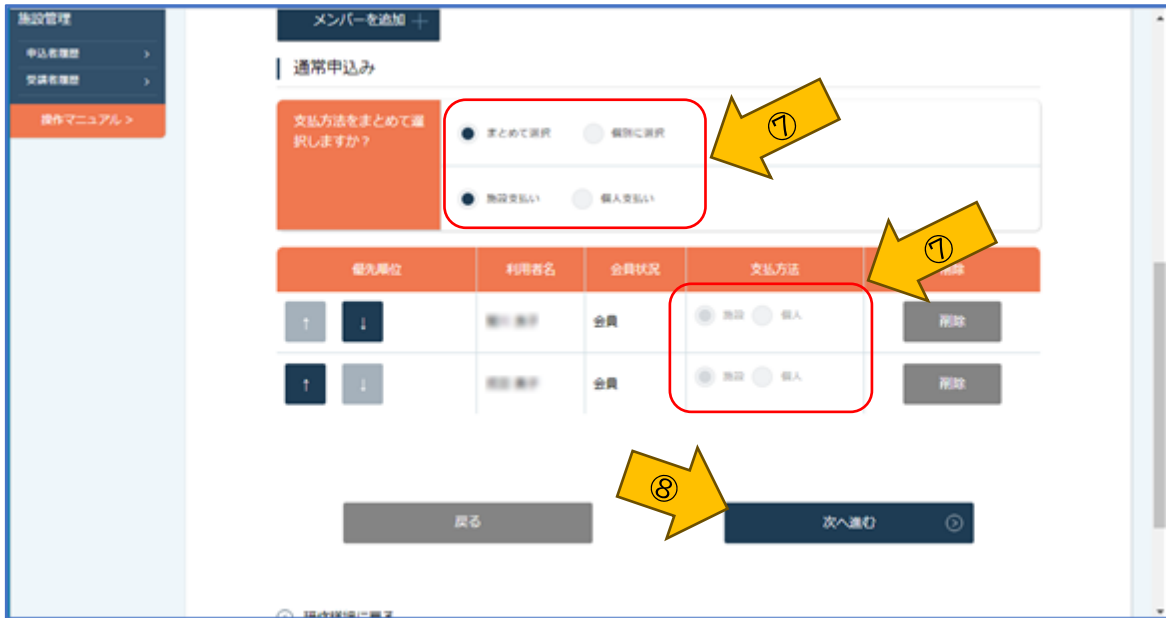 施設管理
申込者履歴 >
受講者履歴 >
操作マニュアル >
メンバーを追加 +
通常申込み
支払方法をまとめて選
択しますか？
まとめて選択 個別に選択
施設支払い 個人支払い
⑦
⑦
優先順位 利用者名 会員状況 支払方法 削除
↑ ↓ 会員 施設 個人 削除
↑ ↓ 会員 施設 個人 削除
⑧
戻る 次へ進む